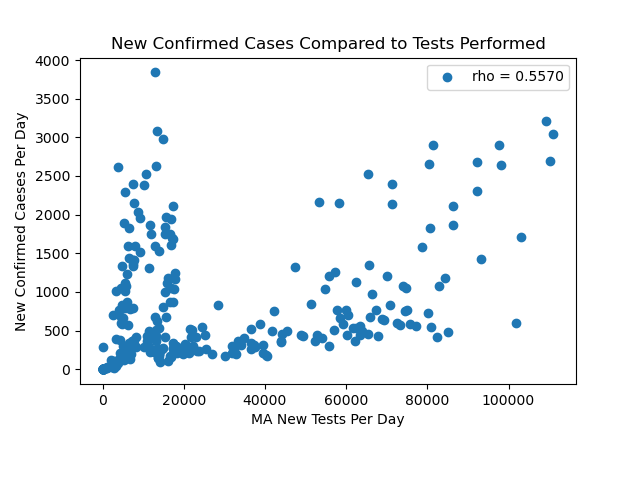 New Confirmed Cases Compared to Tests Performed
rho = 0.5570
4000
3500
3000
2500
2000
1500
1000
500
0
New Confirmed Caeses Per Day
0 20000 40000 60000 80000 100000
MA New Tests Per Day